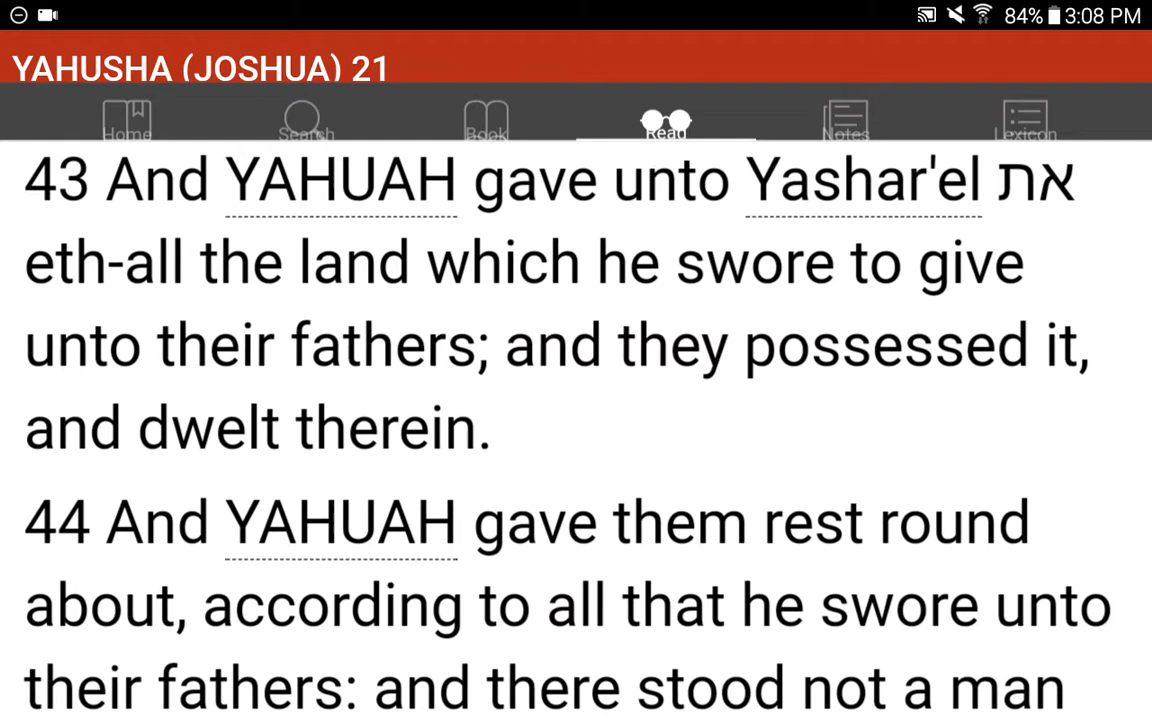 84% 3:08 PM
YAHUSHA (JOSHUA) 21
Home Search Book Read Notes Lexicon
43 And YAHUAH gave unto Yashar'el את
eth-all the land which he swore to give
unto their fathers; and they possessed it,
and dwelt therein.
44 And YAHUAH gave them rest round
about, according to all that he swore unto
their fathers: and there stood not a man